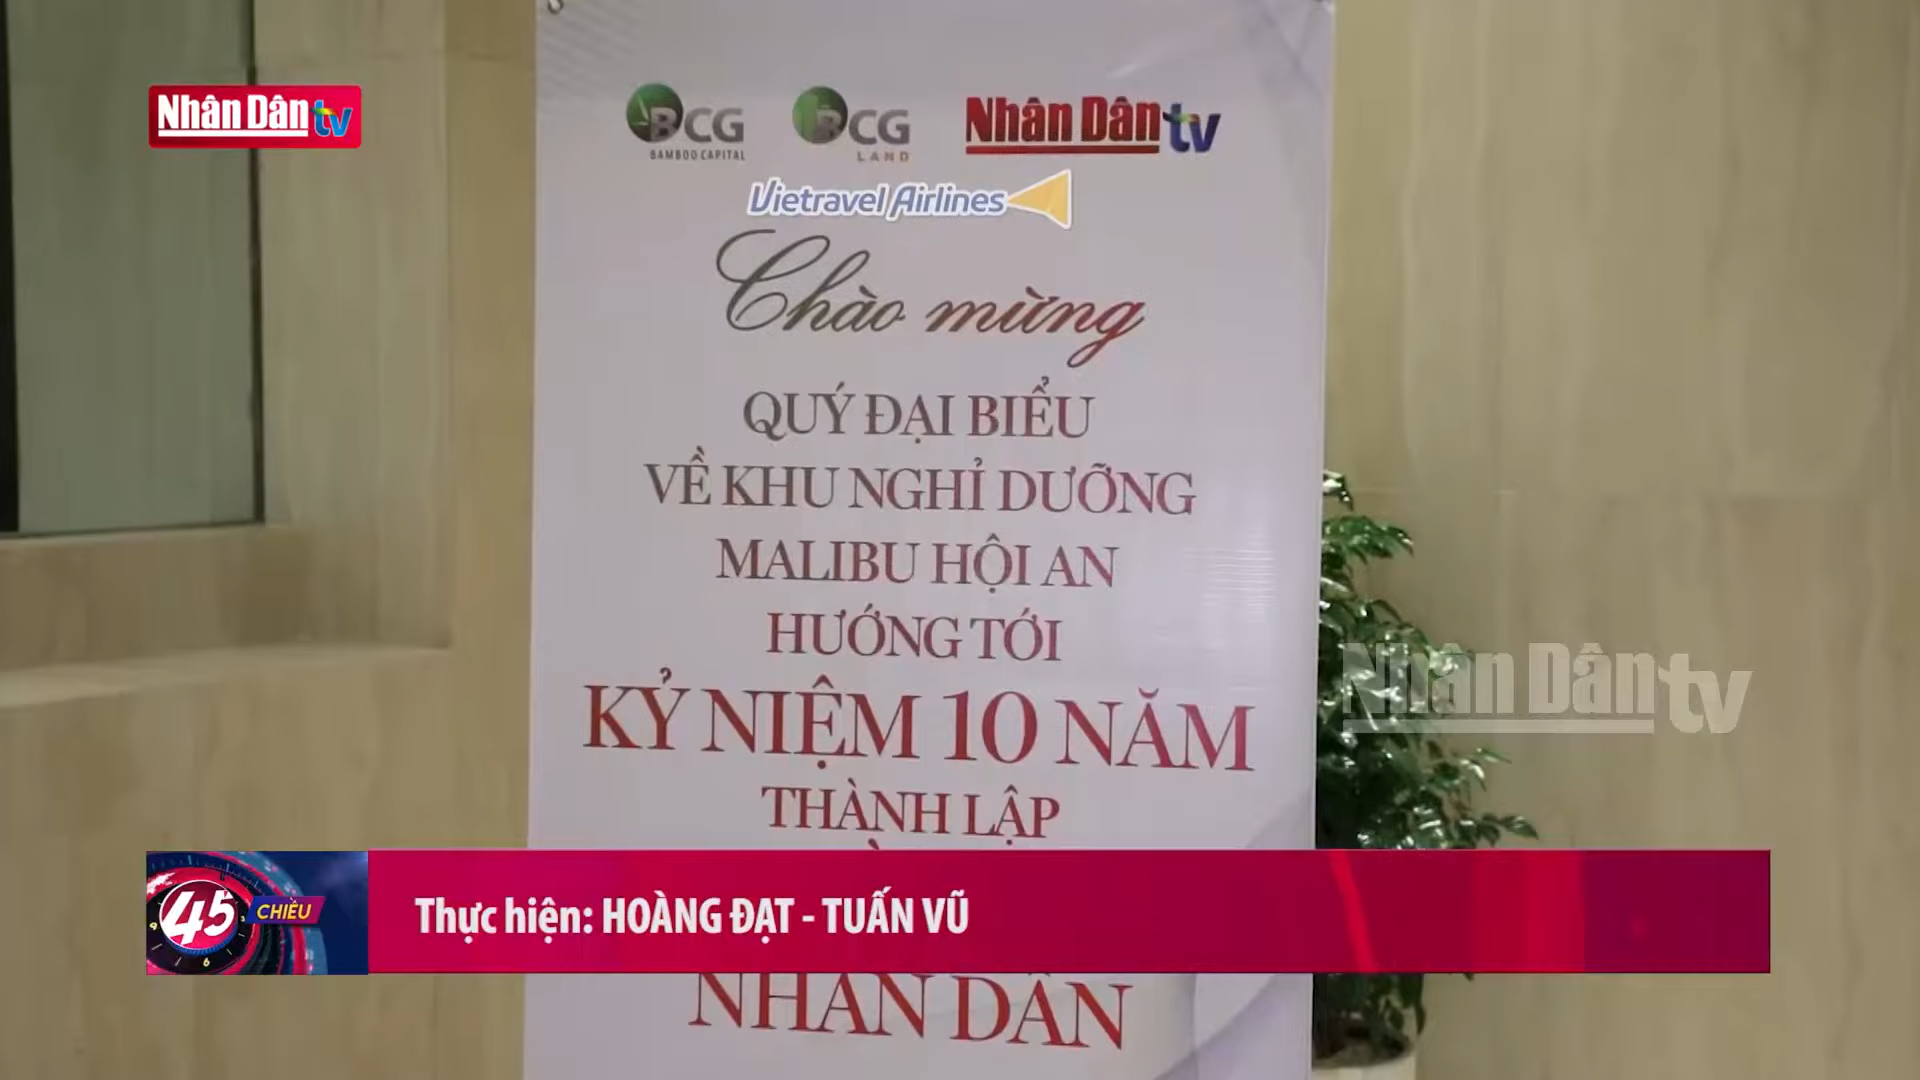 Nhân Dân tv
BCG
BAMBOO CAPITAL
BCG
LAND
Nhân Dân tv
Vietravel Airlines
Chào mừng
QUÝ ĐẠI BIỂU
VỀ KHU NGHỈ DƯỠNG
MALIBU HỘI AN
HƯỚNG TỚI
KỶ NIỆM 10 NĂM
THÀNH LẬP
Nhân Dân tv
45 CHIỀU
Thực hiện: HOÀNG ĐẠT - TUẤN VŨ
NHÂN DÂN